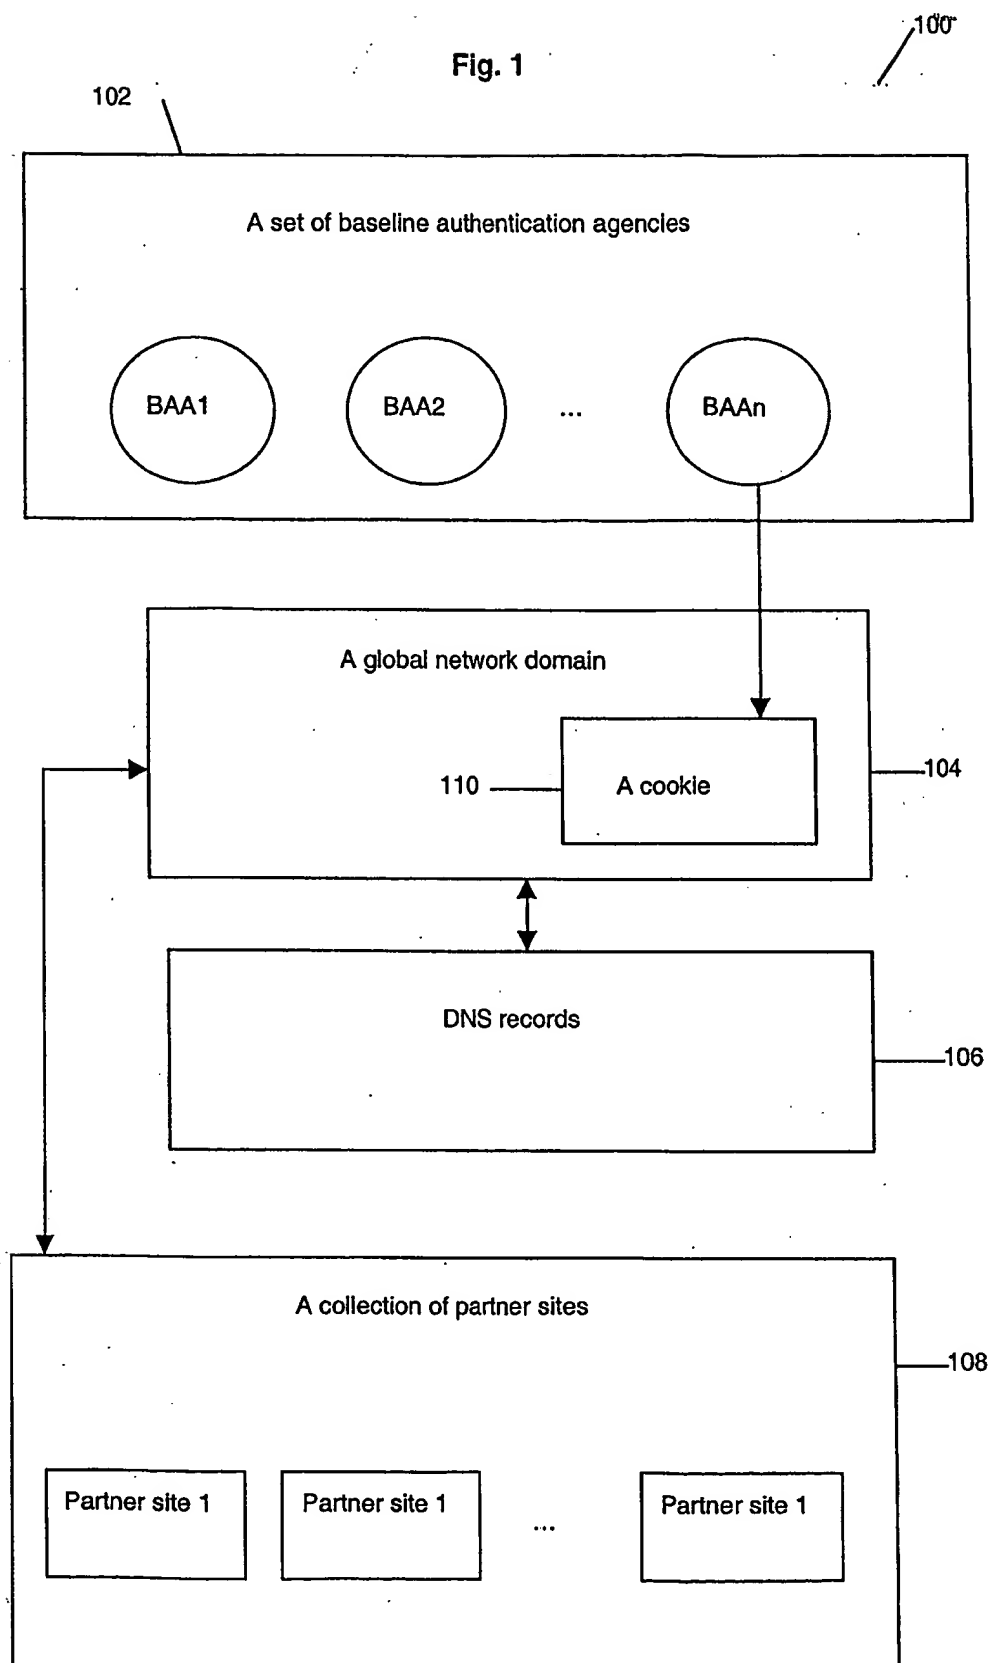 100
Fig. 1
102
A set of baseline authentication agencies
BAA1 BAA2 ... BAAn
A global network domain
104
110 A cookie
DNS records
106
A collection of partner sites
108
Partner site 1 Partner site 1 ... Partner site 1